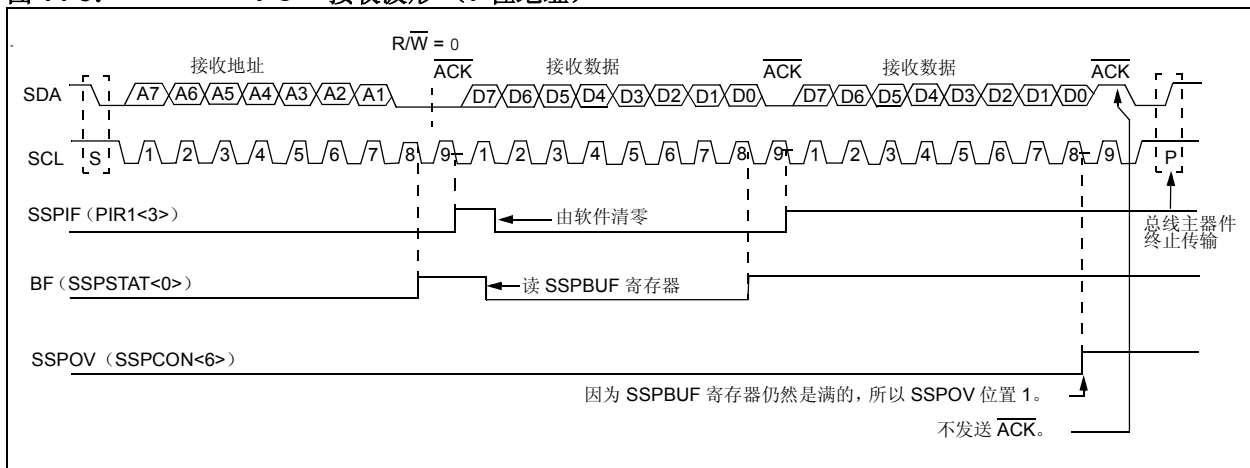 R/W = 0
接收地址 ACK 接收数据 ACK 接收数据 ACK
SDA A7 A6 A5 A4 A3 A2 A1 D7 D6 D5 D4 D3 D2 D1 D0 D7 D6 D5 D4 D3 D2 D1 D0
SCL S 1 2 3 4 5 6 7 8 9 1 2 3 4 5 6 7 8 9 1 2 3 4 5 6 7 8 9 P
SSPIF（PIR1<3>）
由软件清零
总线主器件
终止传输
BF（SSPSTAT<0>）
读 SSPBUF 寄存器
SSPOV（SSPCON<6>）
因为 SSPBUF 寄存器仍然是满的，所以 SSPOV 位置 1。
不发送 ACK。